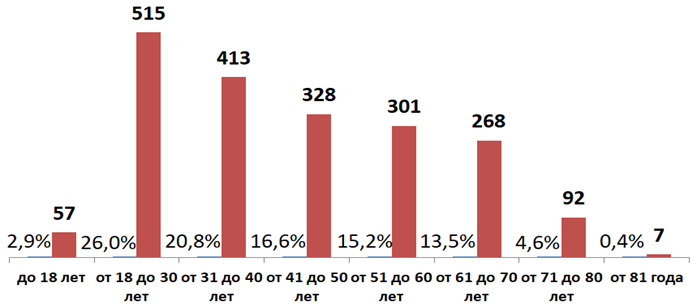 515
413
328
301
268
92
57
7
2,9%
26,0%
20,8%
16,6%
15,2%
13,5%
4,6%
0,4%
до 18 лет
от 18 до 30
лет
от 31 до 40
лет
от 41 до 50
лет
от 51 до 60
лет
от 61 до 70
лет
от 71 до 80
лет
от 81 года